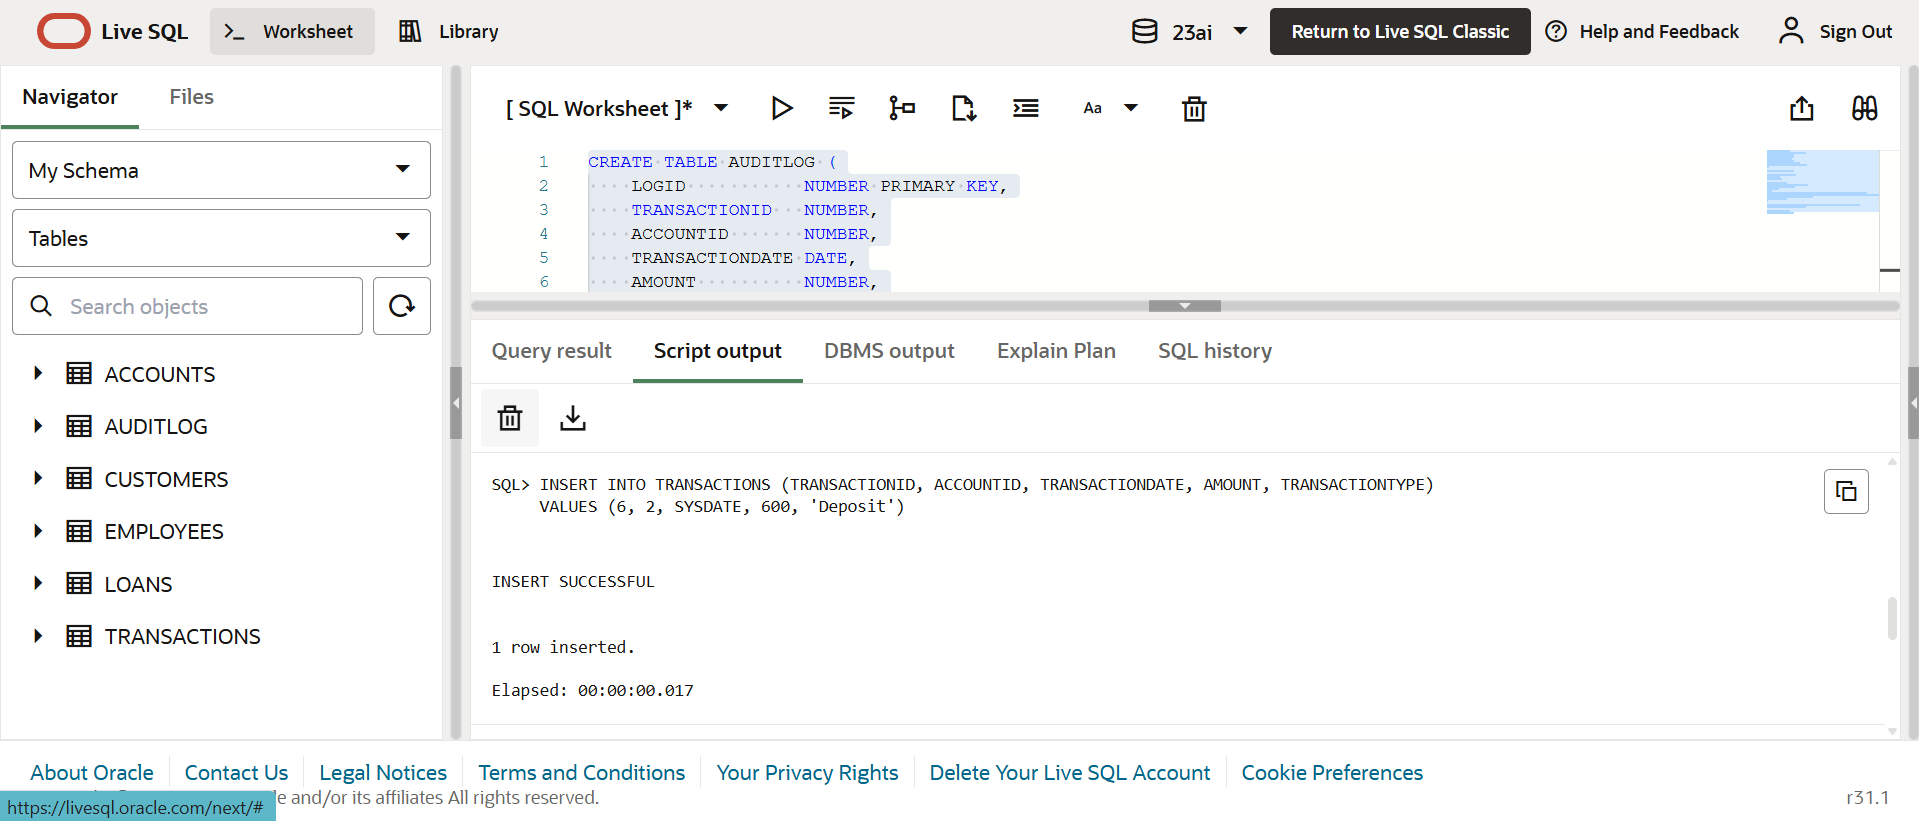 Live SQL
Worksheet
Library
23ai
Return to Live SQL Classic
Help and Feedback
Sign Out
Navigator
Files
My Schema
Tables
Search objects
ACCOUNTS
AUDITLOG
CUSTOMERS
EMPLOYEES
LOANS
TRANSACTIONS
[ SQL Worksheet ]*
Aa
1 CREATE TABLE AUDITLOG (
2 LOGID NUMBER PRIMARY KEY,
3 TRANSACTIONID NUMBER,
4 ACCOUNTID NUMBER,
5 TRANSACTIONDATE DATE,
6 AMOUNT NUMBER,
Query result
Script output
DBMS output
Explain Plan
SQL history
SQL> INSERT INTO TRANSACTIONS (TRANSACTIONID, ACCOUNTID, TRANSACTIONDATE, AMOUNT, TRANSACTIONTYPE)
VALUES (6, 2, SYSDATE, 600, 'Deposit')
INSERT SUCCESSFUL
1 row inserted.
Elapsed: 00:00:00.017
About Oracle
Contact Us
Legal Notices
Terms and Conditions
Your Privacy Rights
Delete Your Live SQL Account
Cookie Preferences
and/or its affiliates All rights reserved.
r31.1
https://livesql.oracle.com/next/#